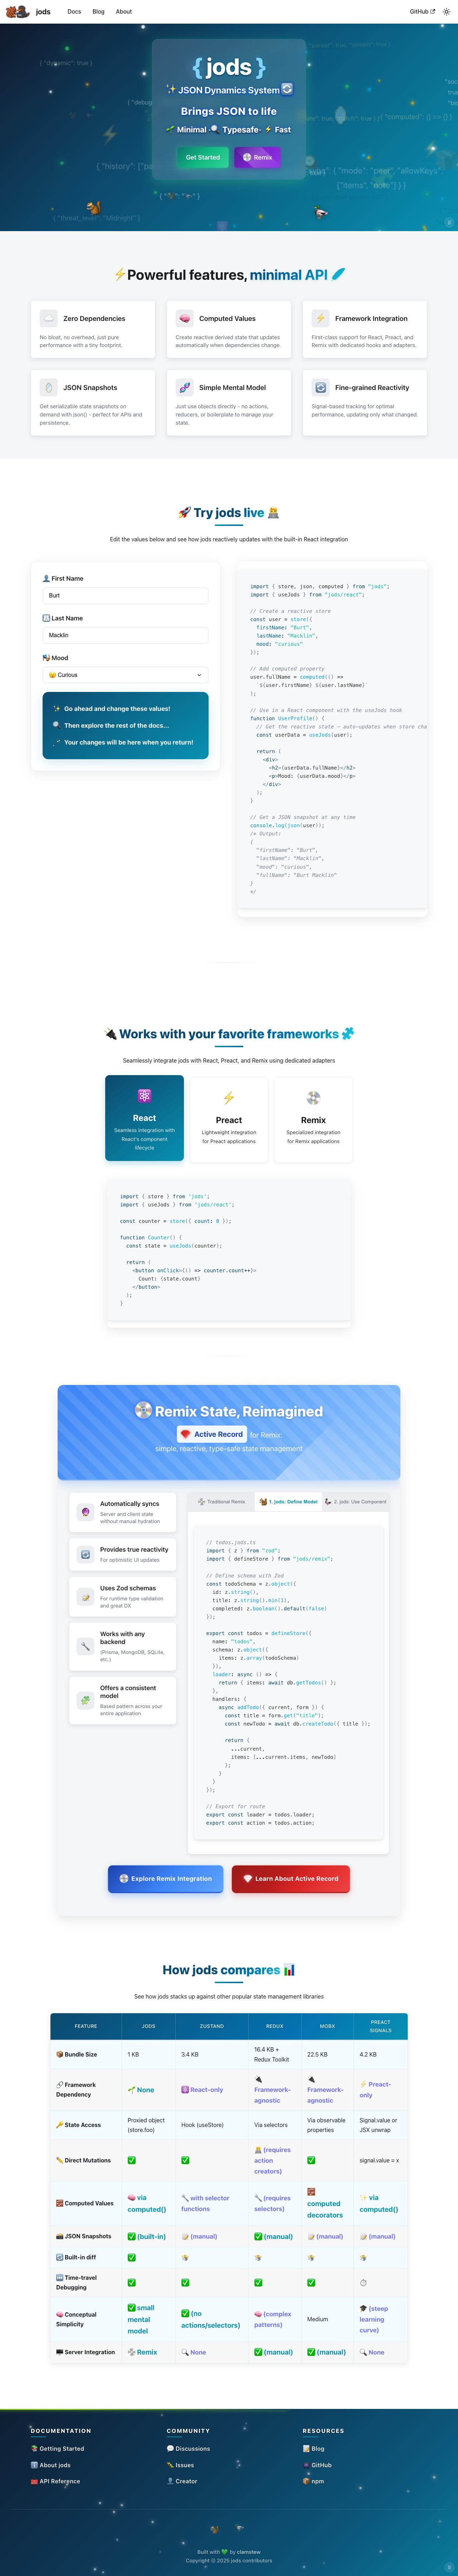 jods
Docs
Blog
About
GitHub
{ "dynamic": true }
{ jods }
JSON Dynamics System
Brings JSON to life
Minimal · Typesafe · Fast
Get Started
Remix
{ "threat_level": "Midnight" }
Powerful features, minimal API
Zero Dependencies
No bloat, no overhead, just pure performance with a tiny footprint.
Computed Values
Create reactive derived state that updates automatically when dependencies change.
Framework Integration
First-class support for React, Preact, and Remix with dedicated hooks and adapters.
JSON Snapshots
Get serializable state snapshots on demand with json() - perfect for APIs and persistence.
Simple Mental Model
Just use objects directly - no actions, reducers, or boilerplate to manage your state.
Fine-grained Reactivity
Signal-based tracking for optimal performance, updating only what changed.
Try jods live
Edit the values below and see how jods reactively updates with the built-in React integration
First Name
Burt
Last Name
Macklin
Mood
Curious
Go ahead and change these values!
Then explore the rest of the docs...
Your changes will be here when you return!
import { store, json, computed } from "jods";
import { useJods } from "jods/react";
// Create a reactive store
const user = store({
firstName: "Burt",
lastName: "Macklin",
mood: "curious"
});
// Add computed property
user.fullName = computed(() =>
`${user.firstName} ${user.lastName}`
);
// Use in a React component with the useJods hook
function UserProfile() {
// Get the reactive state - auto-updates when store cha
const userData = useJods(user);
return (
<div>
<h2>{userData.fullName}</h2>
<p>Mood: {userData.mood}</p>
</div>
);
}
// Get a JSON snapshot at any time
console.log(json(user));
/* Output:
{
"firstName": "Burt",
"lastName": "Macklin",
"mood": "curious",
"fullName": "Burt Macklin"
}
*/
Works with your favorite frameworks
Seamlessly integrate jods with React, Preact, and Remix using dedicated adapters
React
Seamless integration with React's component lifecycle
Preact
Lightweight integration for Preact applications
Remix
Specialized integration for Remix applications
import { store } from 'jods';
import { useJods } from 'jods/react';
const counter = store({ count: 0 });
function Counter() {
const state = useJods(counter);
return (
<button onClick={() => counter.count++}>
Count: {state.count}
</button>
);
}
Remix State, Reimagined
Active Record for Remix:
simple, reactive, type-safe state management
Automatically syncs
Server and client state without manual hydration
Provides true reactivity
For optimistic UI updates
Uses Zod schemas
For runtime type validation and great DX
Works with any backend
(Prisma, MongoDB, SQLite, etc.)
Offers a consistent model
Based pattern across your entire application
Traditional Remix
1. jods: Define Model
2. jods: Use Component
// todos.jods.ts
import { z } from "zod";
import { defineStore } from "jods/remix";
// Define schema with Zod
const todoSchema = z.object({
id: z.string(),
title: z.string().min(1),
completed: z.boolean().default(false)
});
export const todos = defineStore({
name: "todos",
schema: z.object({
items: z.array(todoSchema)
}),
loader: async () => {
return { items: await db.getTodos() };
},
handlers: {
async addTodo({ current, form }) {
const title = form.get("title");
const newTodo = await db.createTodo({ title });
return {
...current,
items: [...current.items, newTodo]
};
}
}
});
// Export for route
export const loader = todos.loader;
export const action = todos.action;
Explore Remix Integration
Learn About Active Record
How jods compares
See how jods stacks up against other popular state management libraries
FEATURE JODS ZUSTAND REDUX MOBX PREACT SIGNALS
Bundle Size 1 KB 3.4 KB 16.4 KB + Redux Toolkit 22.5 KB 4.2 KB
Framework Dependency None React-only Framework-agnostic Framework-agnostic Preact-only
State Access Proxied object (store.foo) Hook (useStore) Via selectors Via observable properties Signal.value or JSX unwrap
Direct Mutations ✅ ✅ (requires action creators) ✅ signal.value = x
Computed Values via computed() with selector functions (requires selectors) computed decorators via computed()
JSON Snapshots ✅ (built-in) (manual) ✅ (manual) (manual) (manual)
Built-in diff ✅
Time-travel Debugging ✅ ✅ ✅ ✅
Conceptual Simplicity ✅ small mental model ✅ (no actions/selectors) (complex patterns) Medium (steep learning curve)
Server Integration Remix None ✅ (manual) ✅ (manual) None
DOCUMENTATION
Getting Started
About jods
API Reference
COMMUNITY
Discussions
Issues
Creator
RESOURCES
Blog
GitHub
npm
Built with 💚 by clamstew
Copyright © 2025 jods contributors